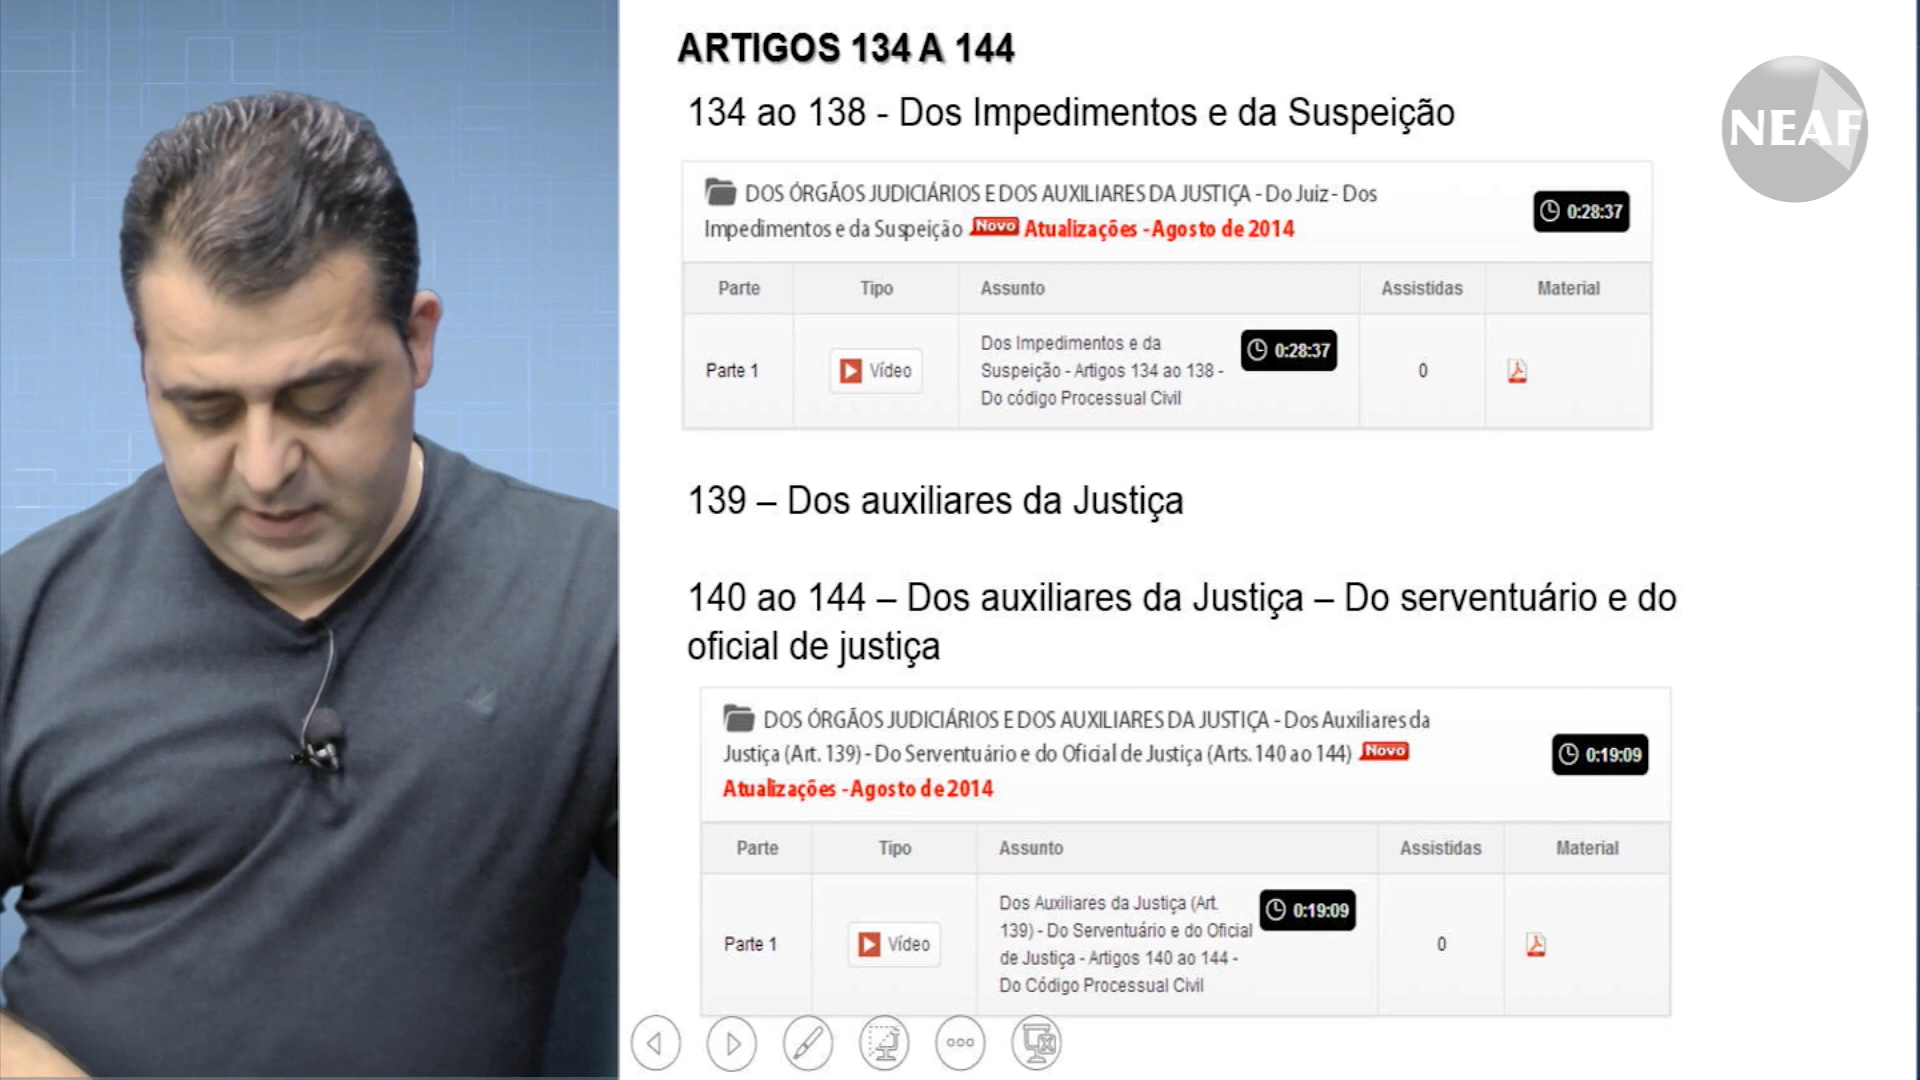 ARTIGOS 134 A 144
134 ao 138 - Dos Impedimentos e da Suspeição
NEAF
DOS ÓRGÃOS JUDICIÁRIOS E DOS AUXILIARES DA JUSTIÇA - Do Juiz - Dos
Impedimentos e da Suspeição Novo Atualizações - Agosto de 2014
0:28:37
Parte Tipo Assunto Assistidas Material
Parte 1 Vídeo
Dos Impedimentos e da
Suspeição - Artigos 134 ao 138 -
Do código Processual Civil
0:28:37
0
139 – Dos auxiliares da Justiça
140 ao 144 – Dos auxiliares da Justiça – Do serventuário e do
oficial de justiça
DOS ÓRGÃOS JUDICIÁRIOS E DOS AUXILIARES DA JUSTIÇA - Dos Auxiliares da
Justiça (Art. 139) - Do Serventuário e do Oficial de Justiça (Arts. 140 ao 144) Novo
Atualizações - Agosto de 2014
0:19:09
Parte Tipo Assunto Assistidas Material
Parte 1 Vídeo
Dos Auxiliares da Justiça (Art.
139) - Do Serventuário e do Oficial
de Justiça - Artigos 140 ao 144 -
Do Código Processual Civil
0:19:09
0